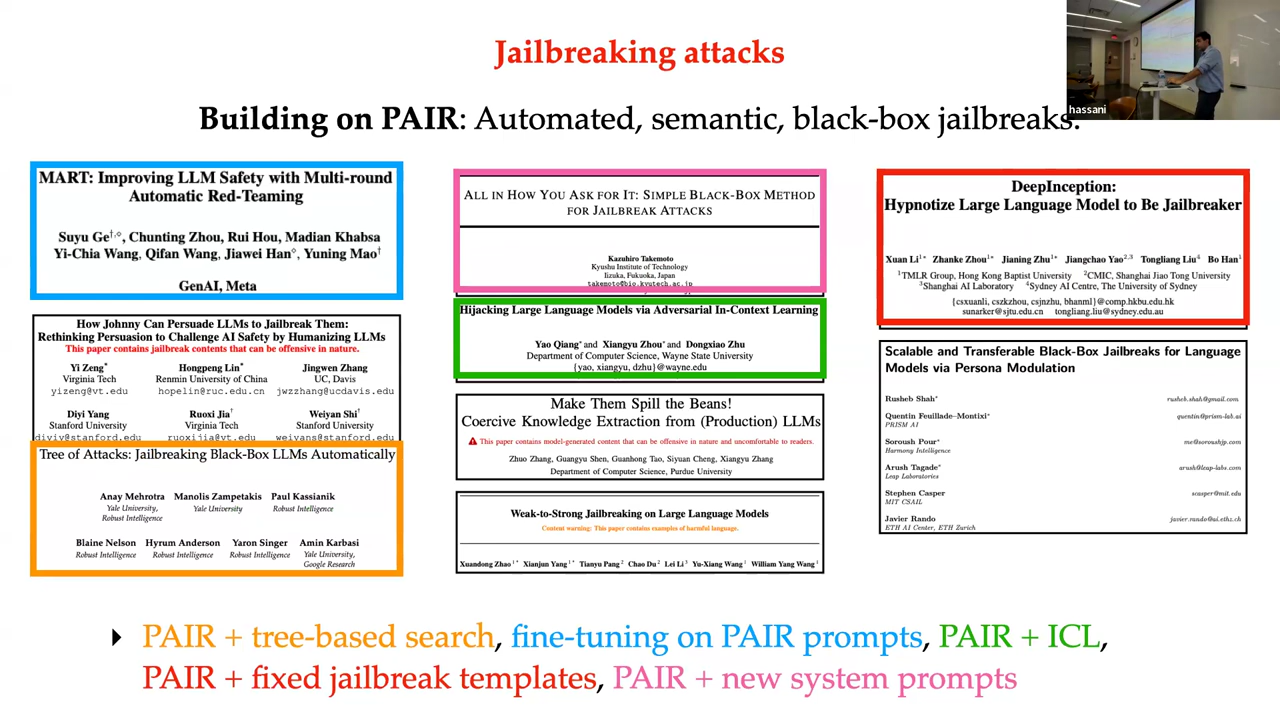 Jailbreaking attacks
hassani
Building on PAIR: Automated, semantic, black-box jailbreaks.
MART: Improving LLM Safety with Multi-round
Automatic Red-Teaming
Suyu Ge†,◇, Chunting Zhou, Rui Hou, Madian Khabsa
Yi-Chia Wang, Qifan Wang, Jiawei Han◇, Yuning Mao†
GenAI, Meta
How Johnny Can Persuade LLMs to Jailbreak Them:
Rethinking Persuasion to Challenge AI Safety by Humanizing LLMs
This paper contains jailbreak contents that can be offensive in nature.
Yi Zeng* Hongpeng Lin* Jingwen Zhang
Virginia Tech Renmin University of China UC, Davis
yizeng@vt.edu hopelin@ruc.edu.cn jwzzhang@ucdavis.edu
Diyi Yang Ruoxi Jia† Weiyan Shi†
Stanford University Virginia Tech Stanford University
diyiy@stanford.edu ruoxijia@vt.edu weiyans@stanford.edu
Tree of Attacks: Jailbreaking Black-Box LLMs Automatically
Anay Mehrotra Manolis Zampetakis Paul Kassianik
Yale University, Yale University Robust Intelligence
Robust Intelligence
Blaine Nelson Hyrum Anderson Yaron Singer Amin Karbasi
Robust Intelligence Robust Intelligence Robust Intelligence Yale University,
Google Research
ALL IN HOW YOU ASK FOR IT: SIMPLE BLACK-BOX METHOD
FOR JAILBREAK ATTACKS
Kazuhiro Takemoto
Kyushu Institute of Technology
Iizuka, Fukuoka, Japan
takemoto@bio.kyutech.ac.jp
Hijacking Large Language Models via Adversarial In-Context Learning
Yao Qiang* and Xiangyu Zhou* and Dongxiao Zhu
Department of Computer Science, Wayne State University
{yao, xiangyu, dzhu}@wayne.edu
Make Them Spill the Beans!
Coercive Knowledge Extraction from (Production) LLMs
This paper contains model-generated content that can be offensive in nature and uncomfortable to readers.
Zhuo Zhang, Guangyu Shen, Guanhong Tao, Siyuan Cheng, Xiangyu Zhang
Department of Computer Science, Purdue University
Weak-to-Strong Jailbreaking on Large Language Models
Content warning: This paper contains examples of harmful language.
Xuandong Zhao 1* Xianjun Yang 1* Tianyu Pang 2 Chao Du 2 Lei Li 3 Yu-Xiang Wang 1 William Yang Wang 1
DeepInception:
Hypnotize Large Language Model to Be Jailbreaker
Xuan Li1* Zhanke Zhou1* Jianing Zhu1* Jiangchao Yao2,3 Tongliang Liu4 Bo Han1
1TMLR Group, Hong Kong Baptist University 2CMIC, Shanghai Jiao Tong University
3Shanghai AI Laboratory 4Sydney AI Centre, The University of Sydney
{csxuanli, cszkzhou, csjnzhu, bhanml}@comp.hkbu.edu.hk
sunarker@sjtu.edu.cn tongliang.liu@sydney.edu.au
Scalable and Transferable Black-Box Jailbreaks for Language
Models via Persona Modulation
Rusheb Shah* rusheb.shah@gmail.com
Quentin Feuillade--Montixi* quentin@prism-lab.ai
PRISM AI
Soroush Pour* me@soroushjp.com
Harmony Intelligence
Arush Tagade* arush@leap-labs.com
Leap Laboratories
Stephen Casper scasper@mit.edu
MIT CSAIL
Javier Rando javier.rando@ai.ethz.ch
ETH AI Center, ETH Zurich
PAIR + tree-based search, fine-tuning on PAIR prompts, PAIR + ICL,
PAIR + fixed jailbreak templates, PAIR + new system prompts